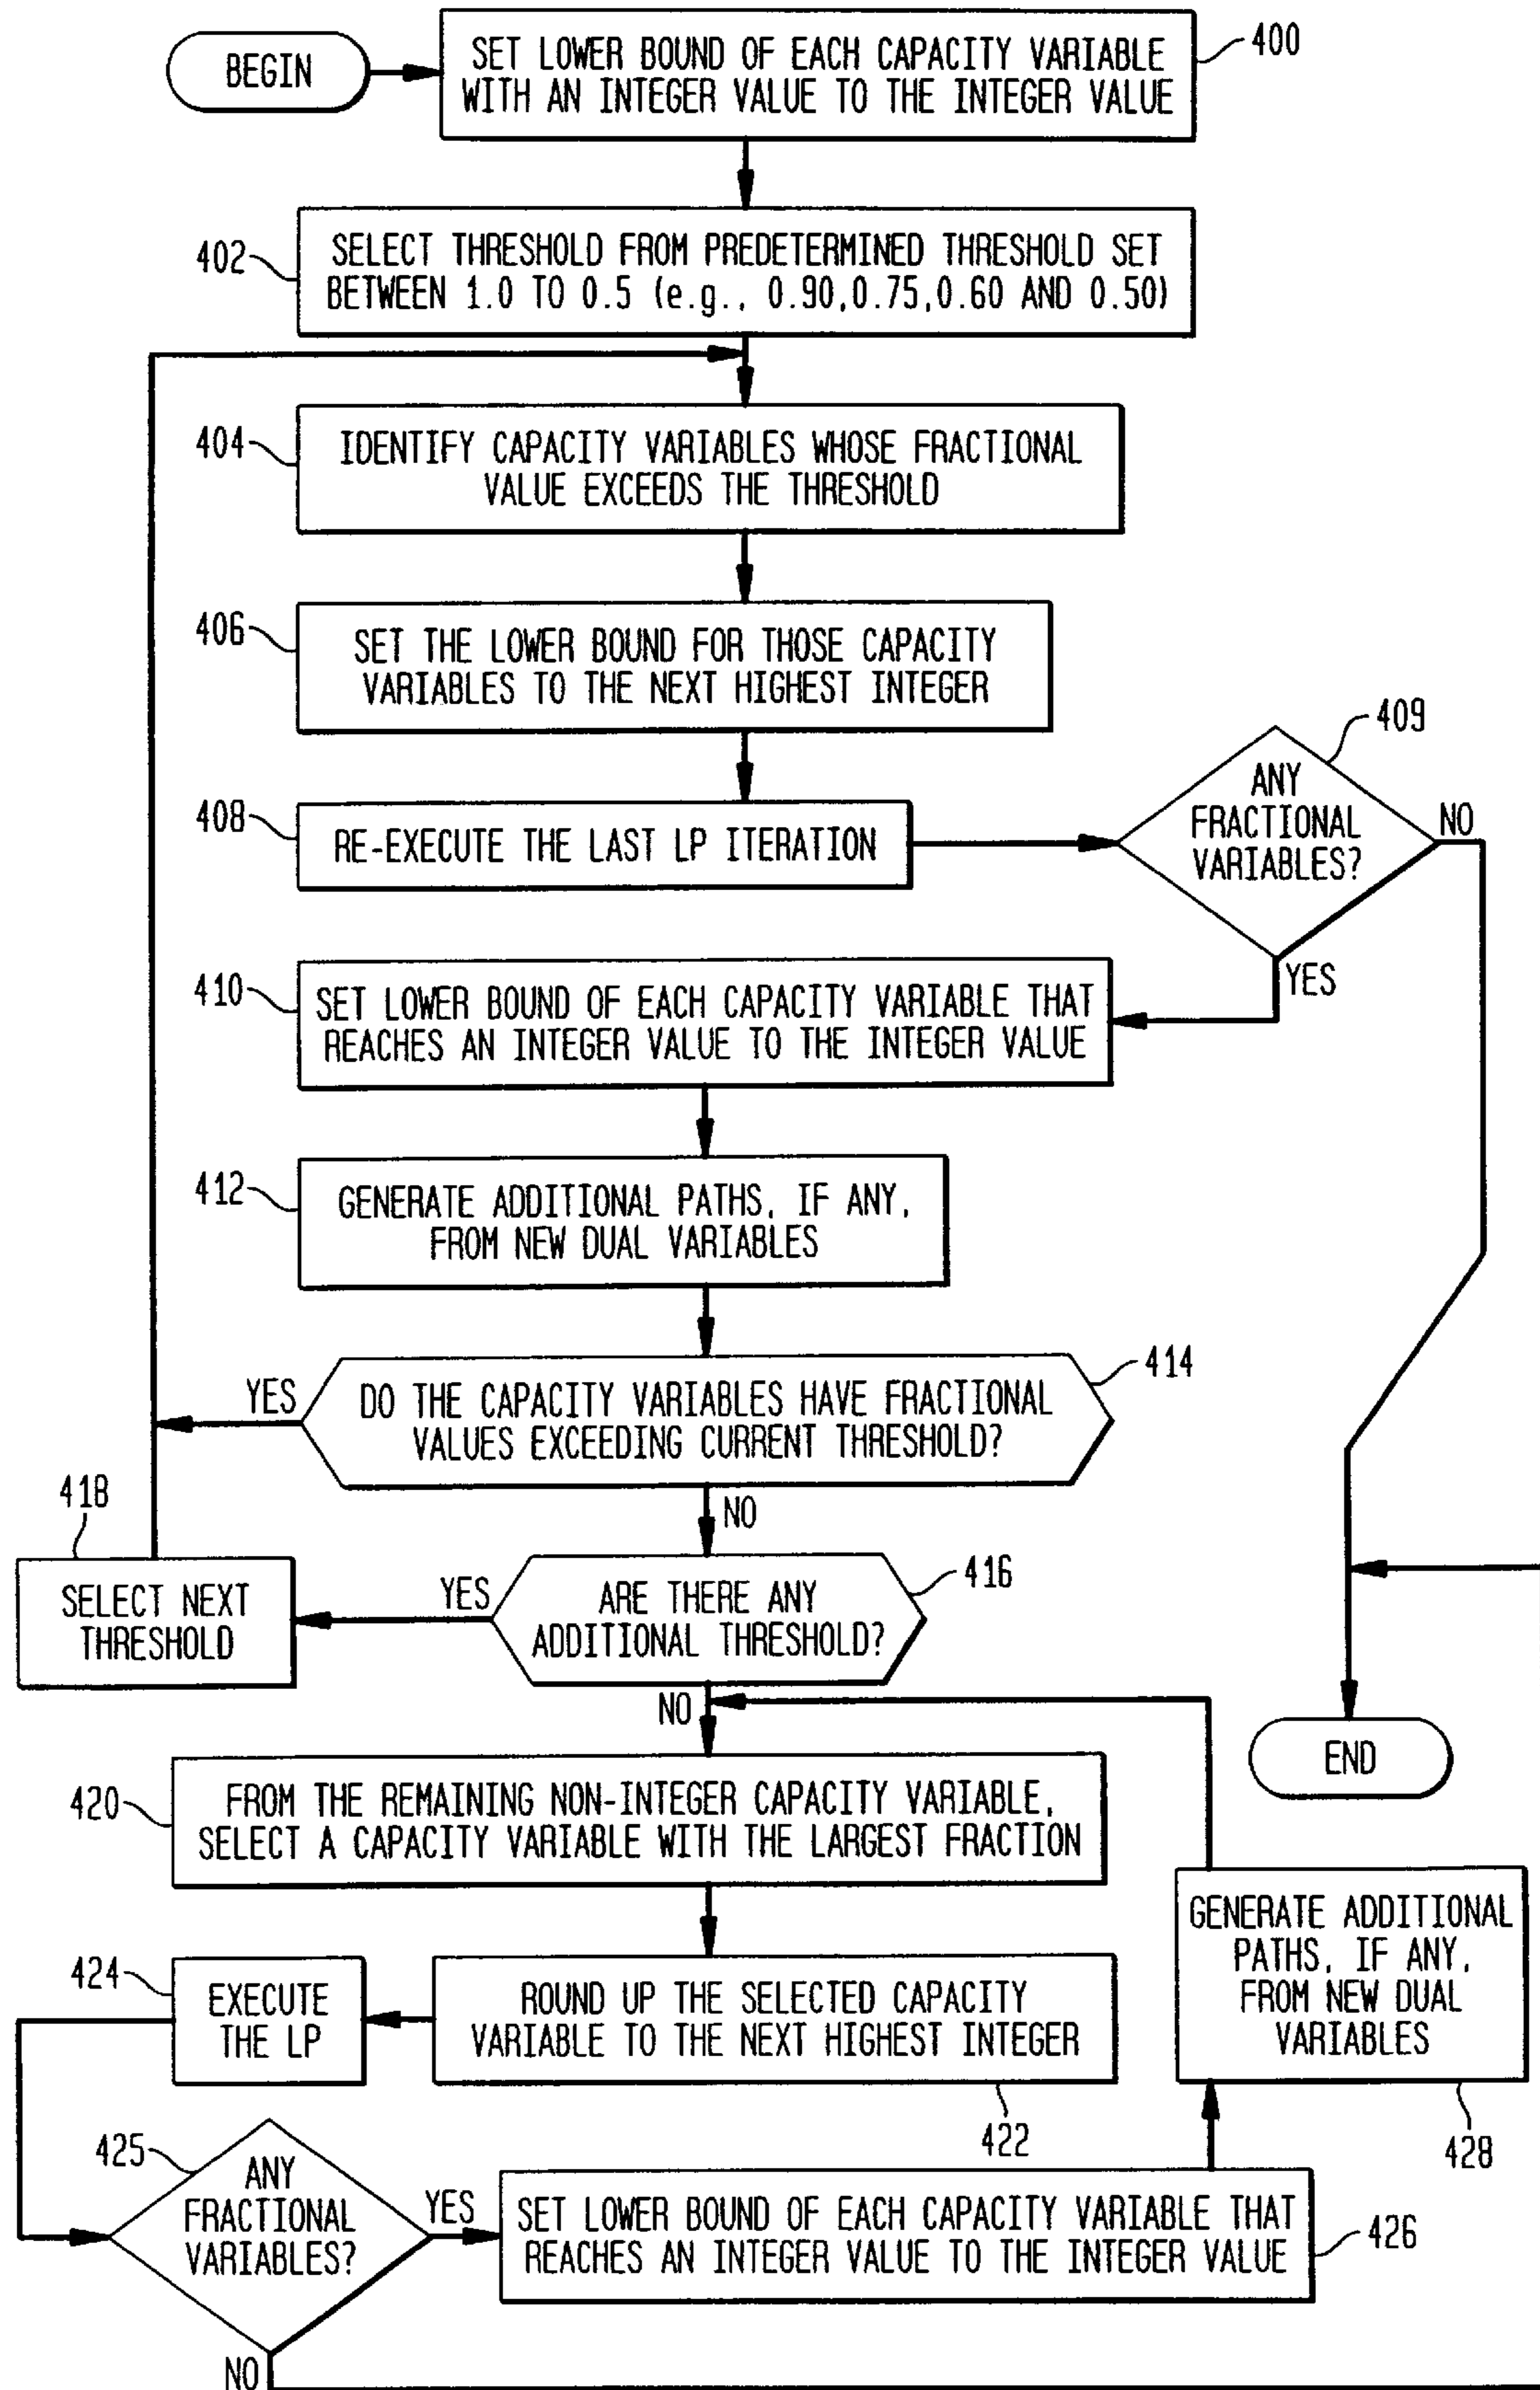 BEGIN
SET LOWER BOUND OF EACH CAPACITY VARIABLE
WITH AN INTEGER VALUE TO THE INTEGER VALUE
400
402
SELECT THRESHOLD FROM PREDETERMINED THRESHOLD SET
BETWEEN 1.0 TO 0.5 (e.g., 0.90,0.75,0.60 AND 0.50)
404
IDENTIFY CAPACITY VARIABLES WHOSE FRACTIONAL
VALUE EXCEEDS THE THRESHOLD
406
SET THE LOWER BOUND FOR THOSE CAPACITY
VARIABLES TO THE NEXT HIGHEST INTEGER
408
RE-EXECUTE THE LAST LP ITERATION
409
ANY
FRACTIONAL
VARIABLES?
NO
YES
410
SET LOWER BOUND OF EACH CAPACITY VARIABLE THAT
REACHES AN INTEGER VALUE TO THE INTEGER VALUE
412
GENERATE ADDITIONAL PATHS, IF ANY,
FROM NEW DUAL VARIABLES
414
DO THE CAPACITY VARIABLES HAVE FRACTIONAL
VALUES EXCEEDING CURRENT THRESHOLD?
YES
NO
416
ARE THERE ANY
ADDITIONAL THRESHOLD?
YES
NO
418
SELECT NEXT
THRESHOLD
END
420
FROM THE REMAINING NON-INTEGER CAPACITY VARIABLE,
SELECT A CAPACITY VARIABLE WITH THE LARGEST FRACTION
ROUND UP THE SELECTED CAPACITY
VARIABLE TO THE NEXT HIGHEST INTEGER
422
424
EXECUTE
THE LP
425
ANY
FRACTIONAL
VARIABLES?
YES
NO
SET LOWER BOUND OF EACH CAPACITY VARIABLE THAT
REACHES AN INTEGER VALUE TO THE INTEGER VALUE
426
GENERATE ADDITIONAL
PATHS, IF ANY,
FROM NEW DUAL
VARIABLES
428